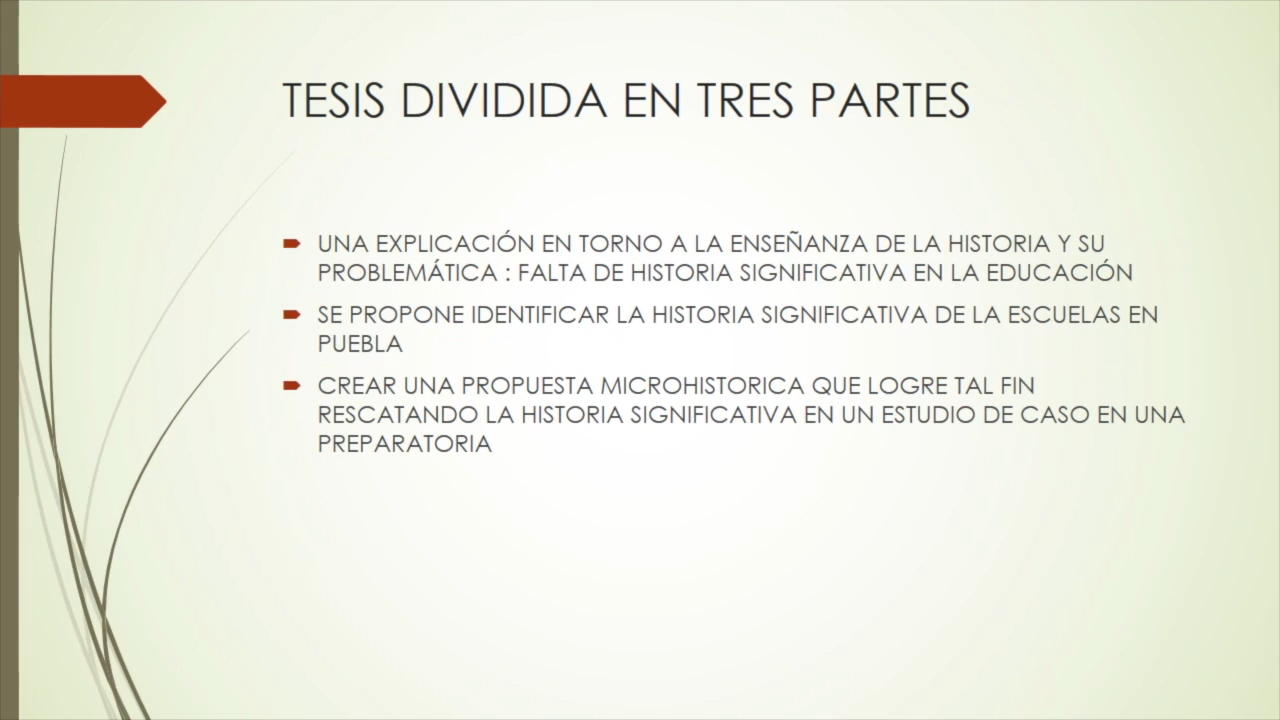 TESIS DIVIDIDA EN TRES PARTES
UNA EXPLICACIÓN EN TORNO A LA ENSEÑANZA DE LA HISTORIA Y SU
PROBLEMÁTICA : FALTA DE HISTORIA SIGNIFICATIVA EN LA EDUCACIÓN
SE PROPONE IDENTIFICAR LA HISTORIA SIGNIFICATIVA DE LA ESCUELAS EN
PUEBLA
CREAR UNA PROPUESTA MICROHISTORICA QUE LOGRE TAL FIN
RESCATANDO LA HISTORIA SIGNIFICATIVA EN UN ESTUDIO DE CASO EN UNA
PREPARATORIA